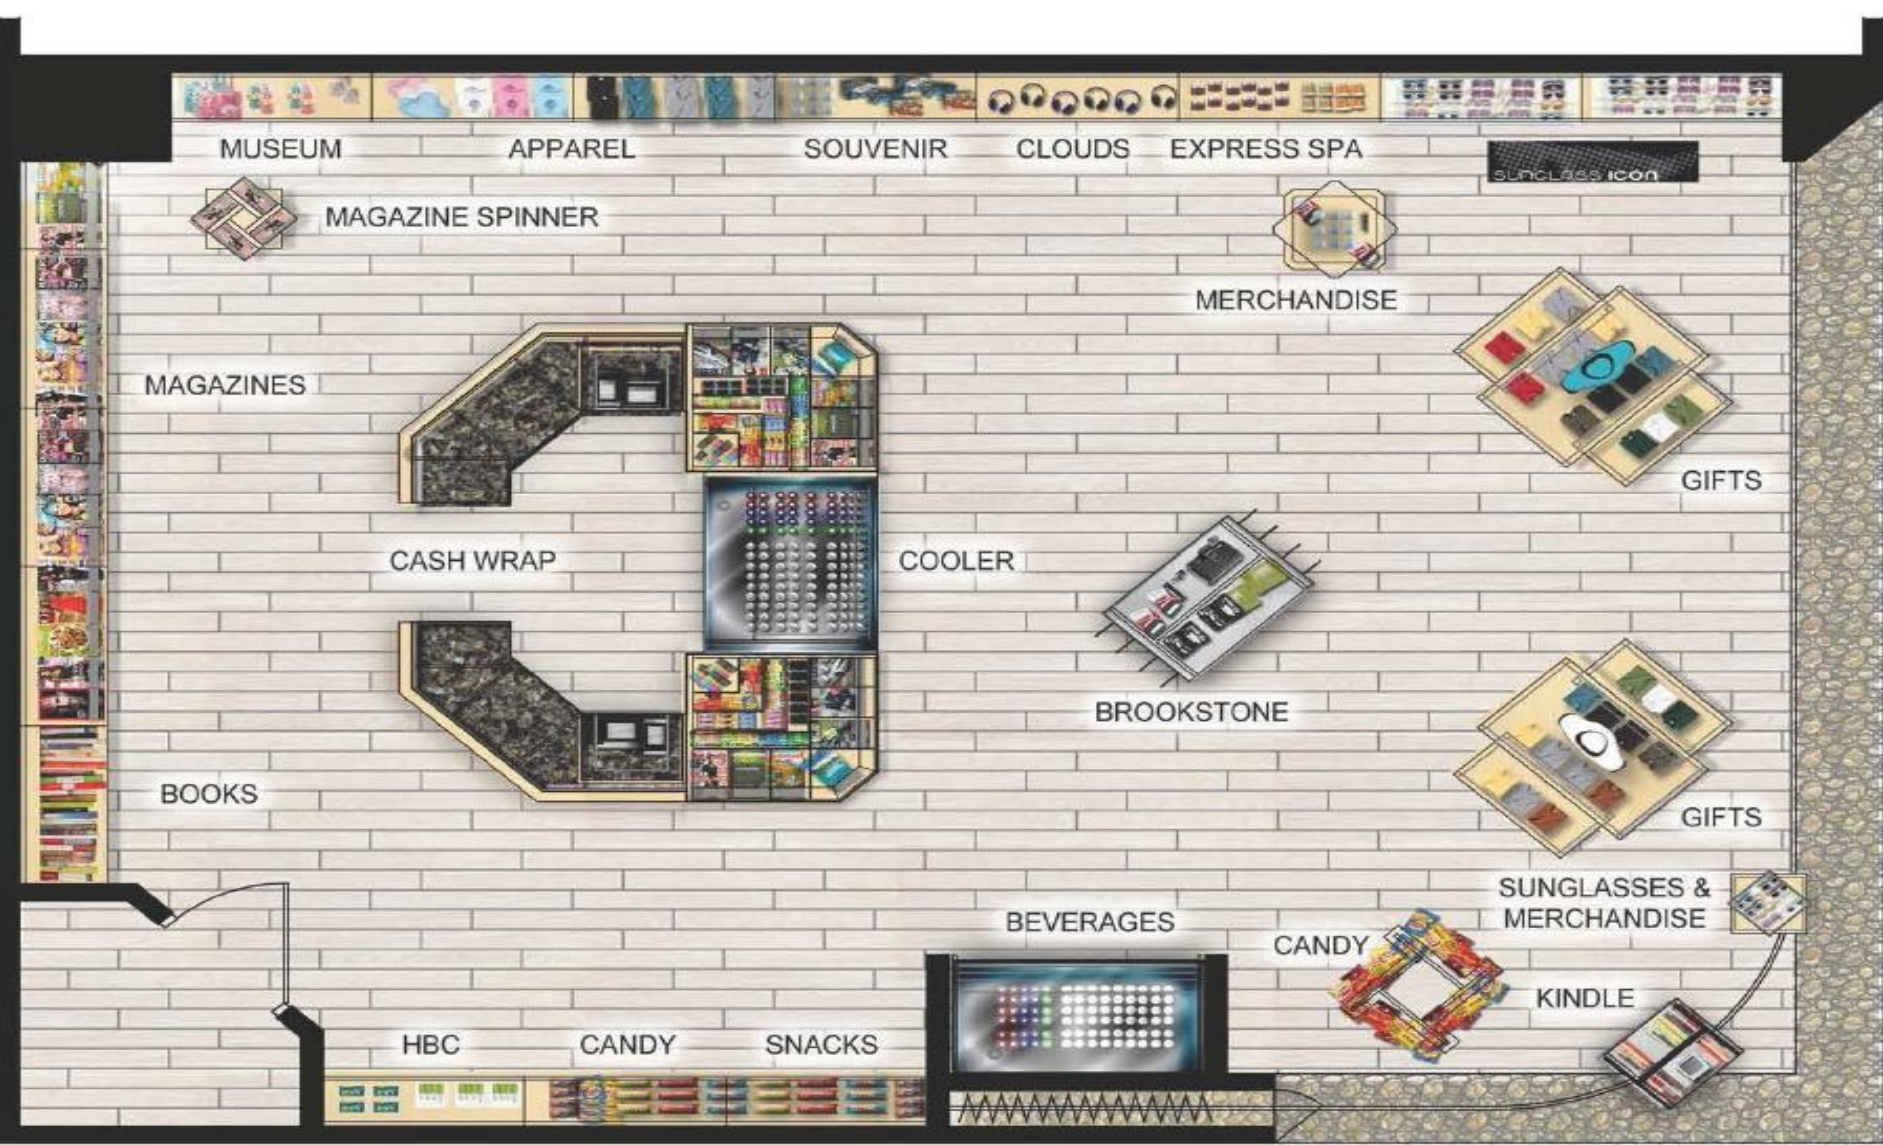 MUSEUM
APPAREL
SOUVENIR
CLOUDS
EXPRESS SPA
SUNGLASS ICON
MAGAZINE SPINNER
MERCHANDISE
MAGAZINES
GIFTS
CASH WRAP
COOLER
BROOKSTONE
BOOKS
GIFTS
SUNGLASSES &
MERCHANDISE
BEVERAGES
CANDY
KINDLE
HBC
CANDY
SNACKS